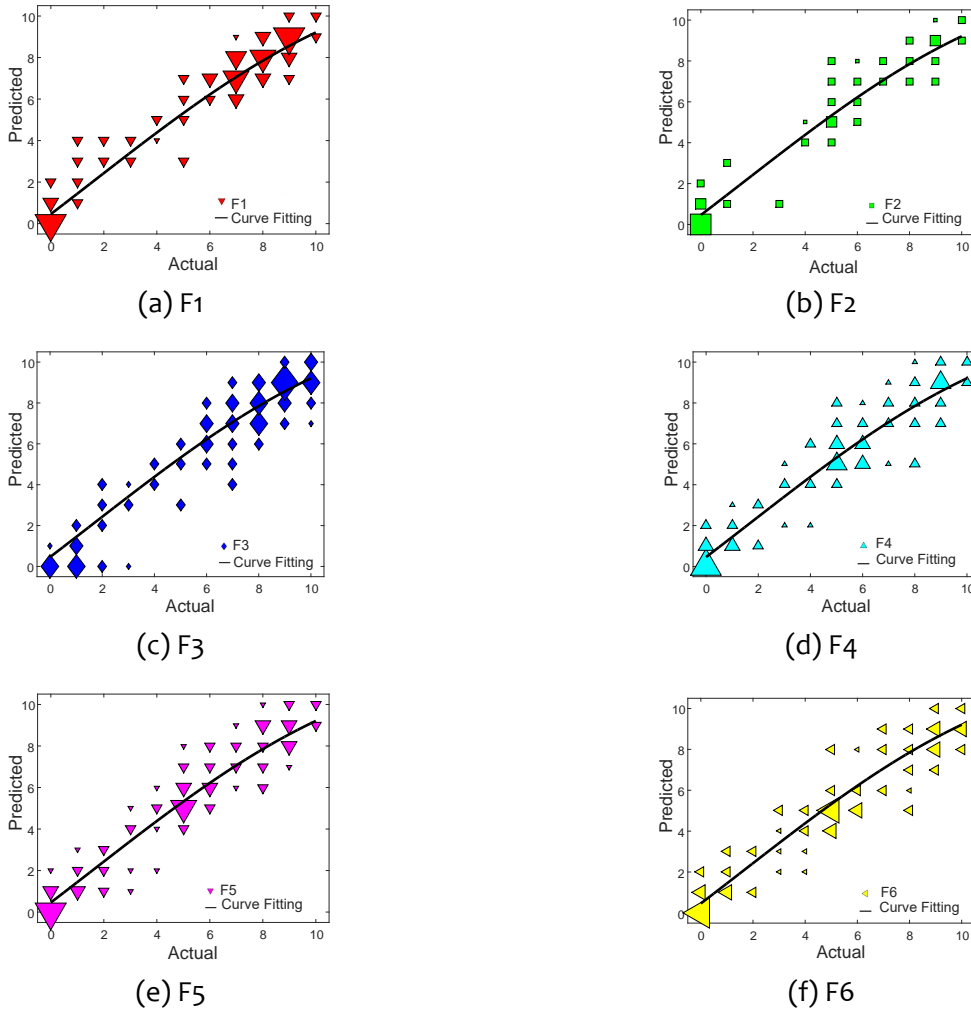 10
8
6
4
2
0
Predicted
F1
Curve Fitting
0 2 4 6 8 10
Actual
(a) F1
10
8
6
4
2
0
Predicted
F2
Curve Fitting
0 2 4 6 8 10
Actual
(b) F2
10
8
6
4
2
0
Predicted
F3
Curve Fitting
0 2 4 6 8 10
Actual
(c) F3
10
8
6
4
2
0
Predicted
F4
Curve Fitting
0 2 4 6 8 10
Actual
(d) F4
10
8
6
4
2
0
Predicted
F5
Curve Fitting
0 2 4 6 8 10
Actual
(e) F5
10
8
6
4
2
0
Predicted
F6
Curve Fitting
0 2 4 6 8 10
Actual
(f) F6